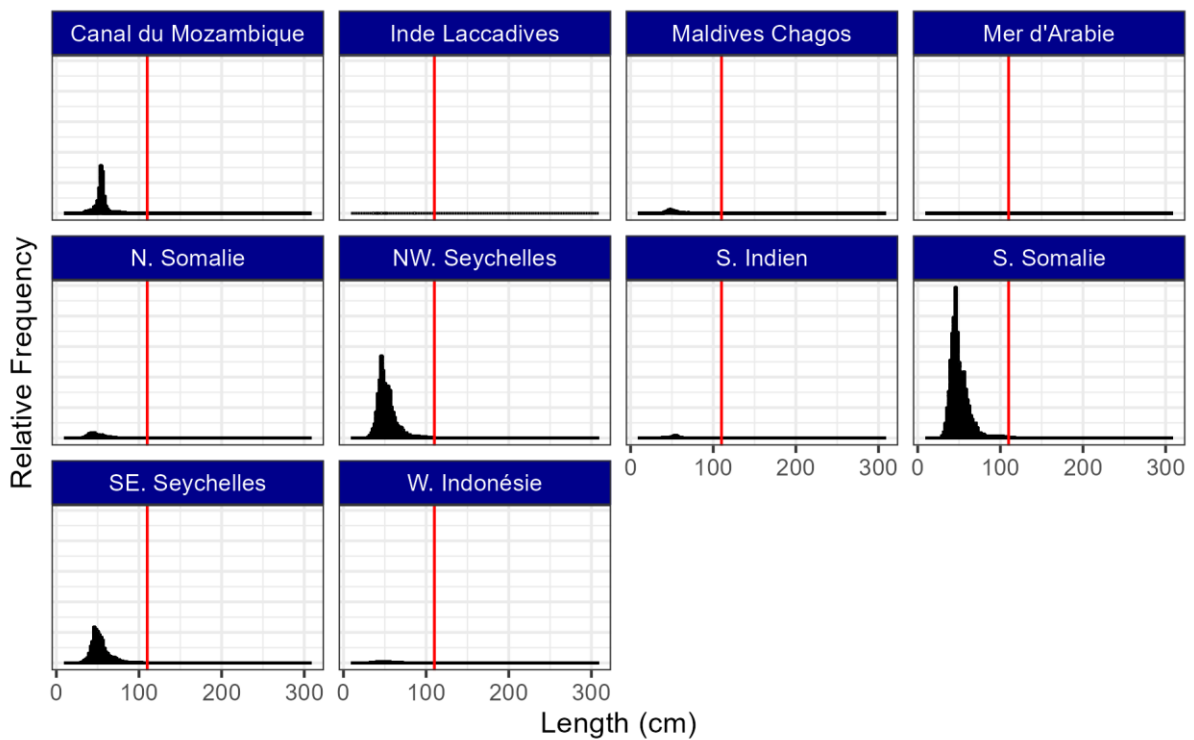 Canal du Mozambique
Inde Laccadives
Maldives Chagos
Mer d'Arabie
N. Somalie
NW. Seychelles
S. Indien
S. Somalie
0 100 200 300
0 100 200 300
SE. Seychelles
W. Indonésie
0 100 200 300
0 100 200 300
Length (cm)
Relative Frequency